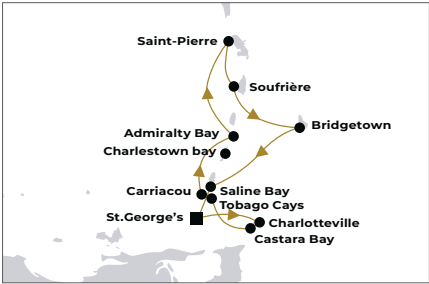 Saint-Pierre
Soufrière
Bridgetown
Admiralty Bay
Charlestown bay
Carriacou
Saline Bay
Tobago Cays
St.George's
Charlotteville
Castara Bay